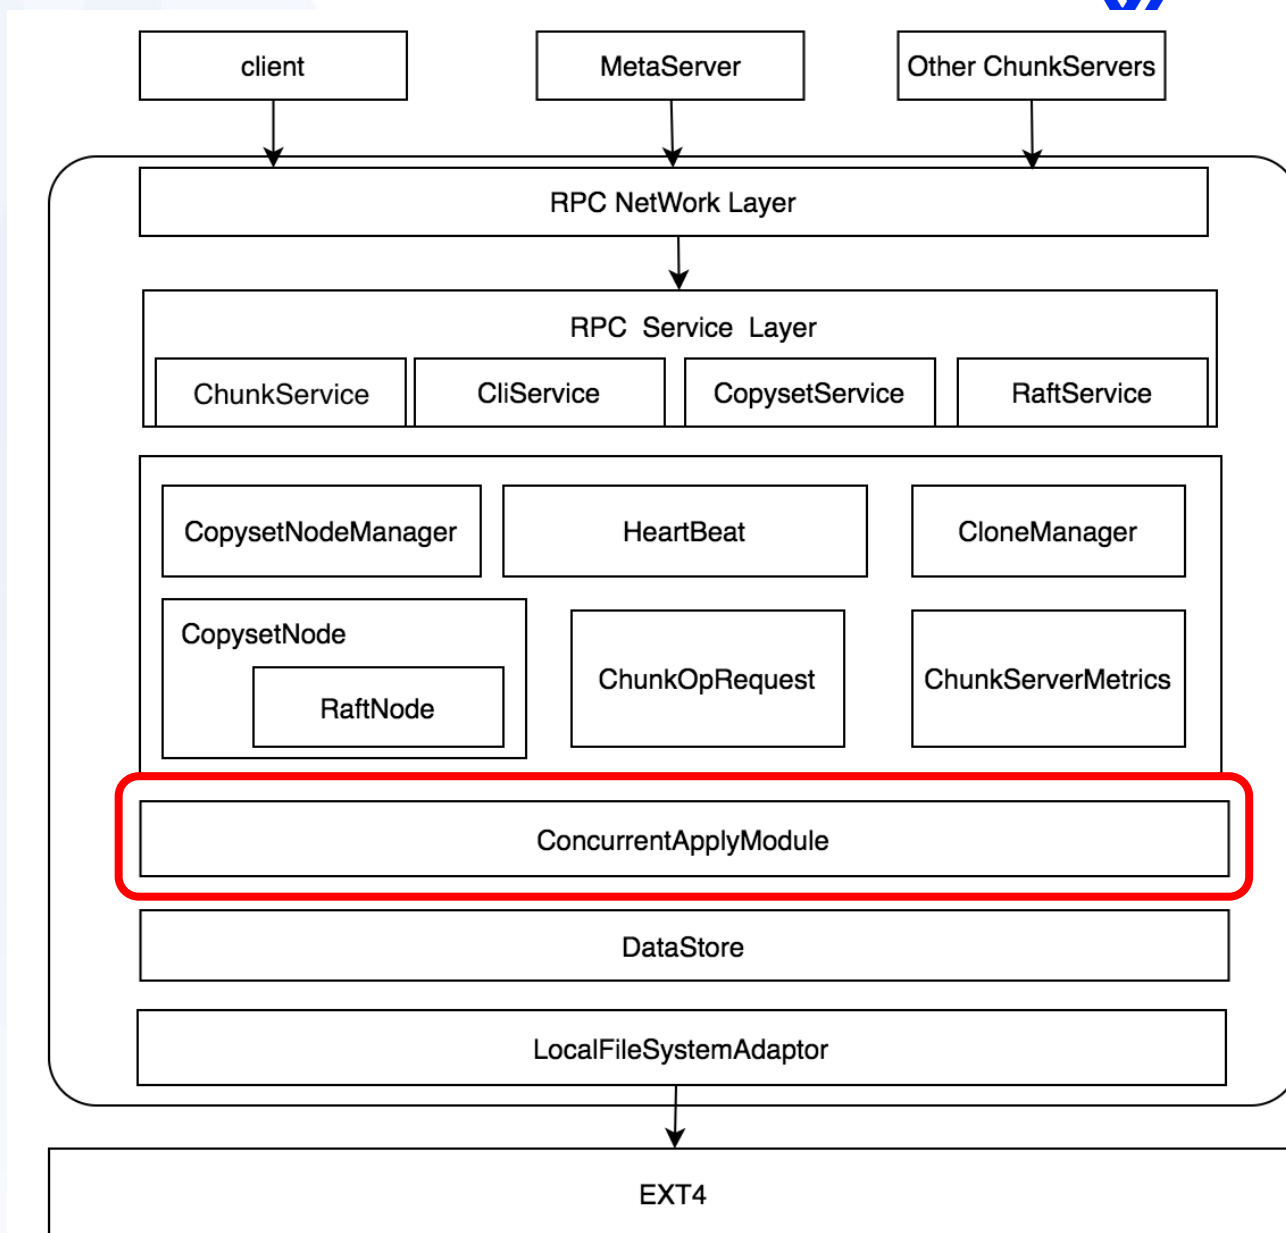 client
MetaServer
Other ChunkServers
RPC NetWork Layer
RPC Service Layer
ChunkService
CliService
CopysetService
RaftService
CopysetNodeManager
HeartBeat
CloneManager
CopysetNode
RaftNode
ChunkOpRequest
ChunkServerMetrics
ConcurrentApplyModule
DataStore
LocalFileSystemAdaptor
EXT4